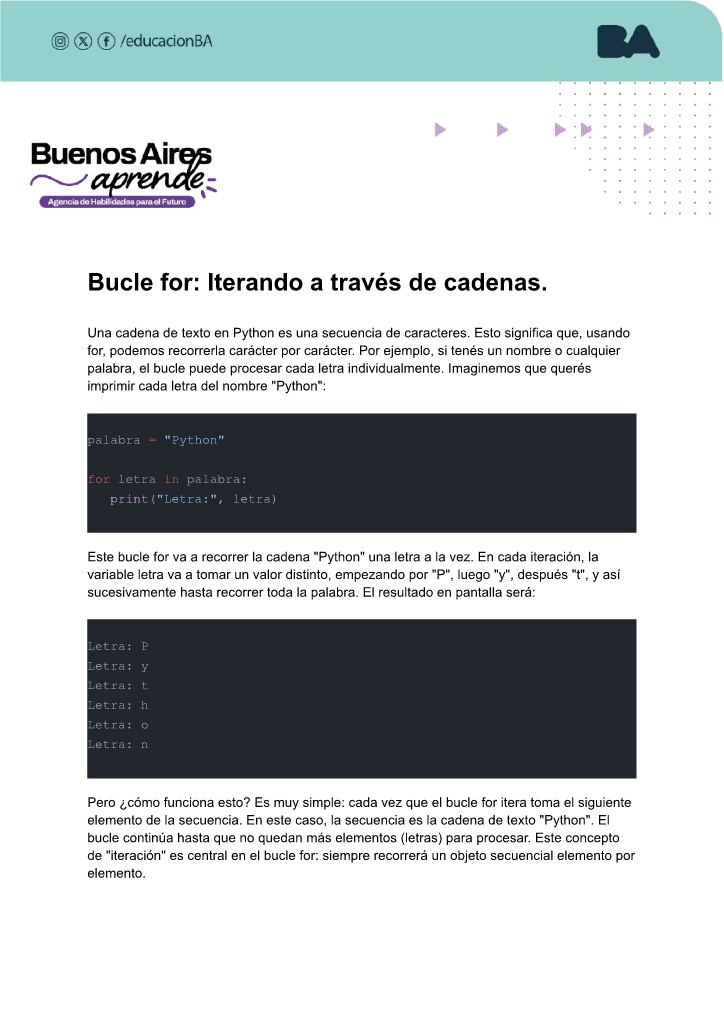 /educacionBA
BA
Buenos Aires
aprende
Agencia de Habilidades para el Futuro
Bucle for: Iterando a través de cadenas.
Una cadena de texto en Python es una secuencia de caracteres. Esto significa que, usando
for, podemos recorrerla carácter por carácter. Por ejemplo, si tenés un nombre o cualquier
palabra, el bucle puede procesar cada letra individualmente. Imaginemos que querés
imprimir cada letra del nombre "Python":
palabra = "Python"
for letra in palabra:
   print("Letra:", letra)
Este bucle for va a recorrer la cadena "Python" una letra a la vez. En cada iteración, la
variable letra va a tomar un valor distinto, empezando por "P", luego "y", después "t", y así
sucesivamente hasta recorrer toda la palabra. El resultado en pantalla será:
Letra: P
Letra: y
Letra: t
Letra: h
Letra: o
Letra: n
Pero ¿cómo funciona esto? Es muy simple: cada vez que el bucle for itera toma el siguiente
elemento de la secuencia. En este caso, la secuencia es la cadena de texto "Python". El
bucle continúa hasta que no quedan más elementos (letras) para procesar. Este concepto
de "iteración" es central en el bucle for: siempre recorrerá un objeto secuencial elemento por
elemento.